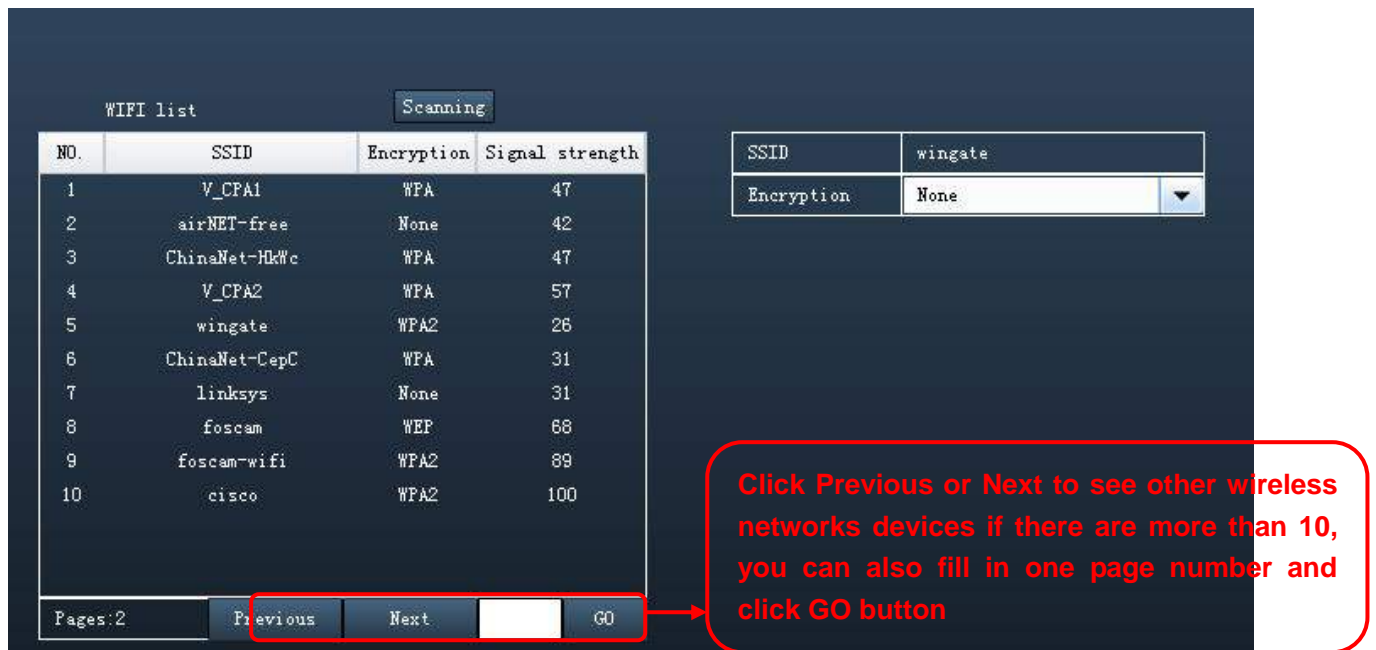 WIFI list Scanning
NO. SSID Encryption Signal strength
1 V_CPA1 WPA 47
2 airNET-free None 42
3 ChinaNet-HkWc WPA 47
4 V_CPA2 WPA 57
5 wingate WPA2 26
6 ChinaNet-CepC WPA 31
7 linksys None 31
8 foscam WEP 68
9 foscam-wifi WPA2 89
10 cisco WPA2 100
Pages:2 Previous Next GO
SSID wingate
Encryption None
Click Previous or Next to see other wireless
networks devices if there are more than 10,
you can also fill in one page number and
click GO button